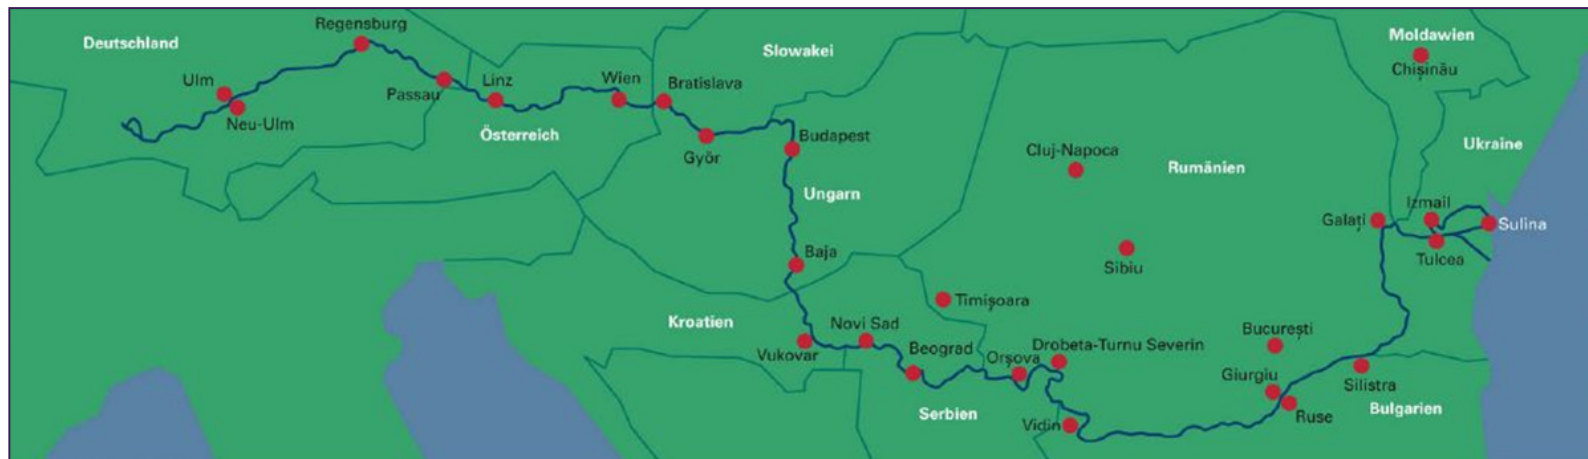 Deutschland
Regensburg
Ulm
Neu-Ulm
Passau
Linz
Österreich
Wien
Bratislava
Slowakei
Györ
Budapest
Ungarn
Baja
Kroatien
Vukovar
Novi Sad
Beograd
Serbien
Timișoara
Orșova
Drobeta-Turnu Severin
Vidin
Cluj-Napoca
Rumänien
Sibiu
București
Giurgiu
Ruse
Silistra
Bulgarien
Galați
Moldawien
Chișinău
Ukraine
Izmail
Tulcea
Sulina